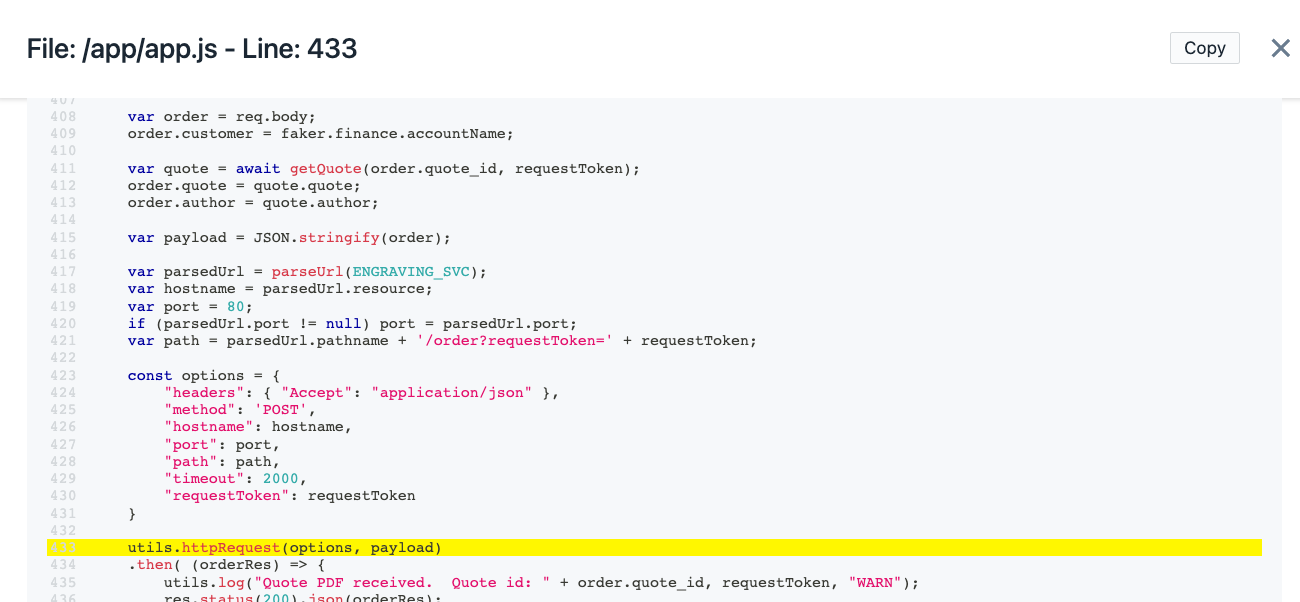 File: /app/app.js - Line: 433
Copy
407
408 var order = req.body;
409 order.customer = faker.finance.accountName;
410
411 var quote = await getQuote(order.quote_id, requestToken);
412 order.quote = quote.quote;
413 order.author = quote.author;
414
415 var payload = JSON.stringify(order);
416
417 var parsedUrl = parseUrl(ENGRAVING_SVC);
418 var hostname = parsedUrl.resource;
419 var port = 80;
420 if (parsedUrl.port != null) port = parsedUrl.port;
421 var path = parsedUrl.pathname + '/order?requestToken=' + requestToken;
422
423 const options = {
424 "headers": { "Accept": "application/json" },
425 "method": 'POST',
426 "hostname": hostname,
427 "port": port,
428 "path": path,
429 "timeout": 2000,
430 "requestToken": requestToken
431 }
432
433 utils.httpRequest(options, payload)
434 .then( (orderRes) => {
435 utils.log("Quote PDF received.  Quote id: " + order.quote_id, requestToken, "WARN");
436 res.status(200).json(orderRes);